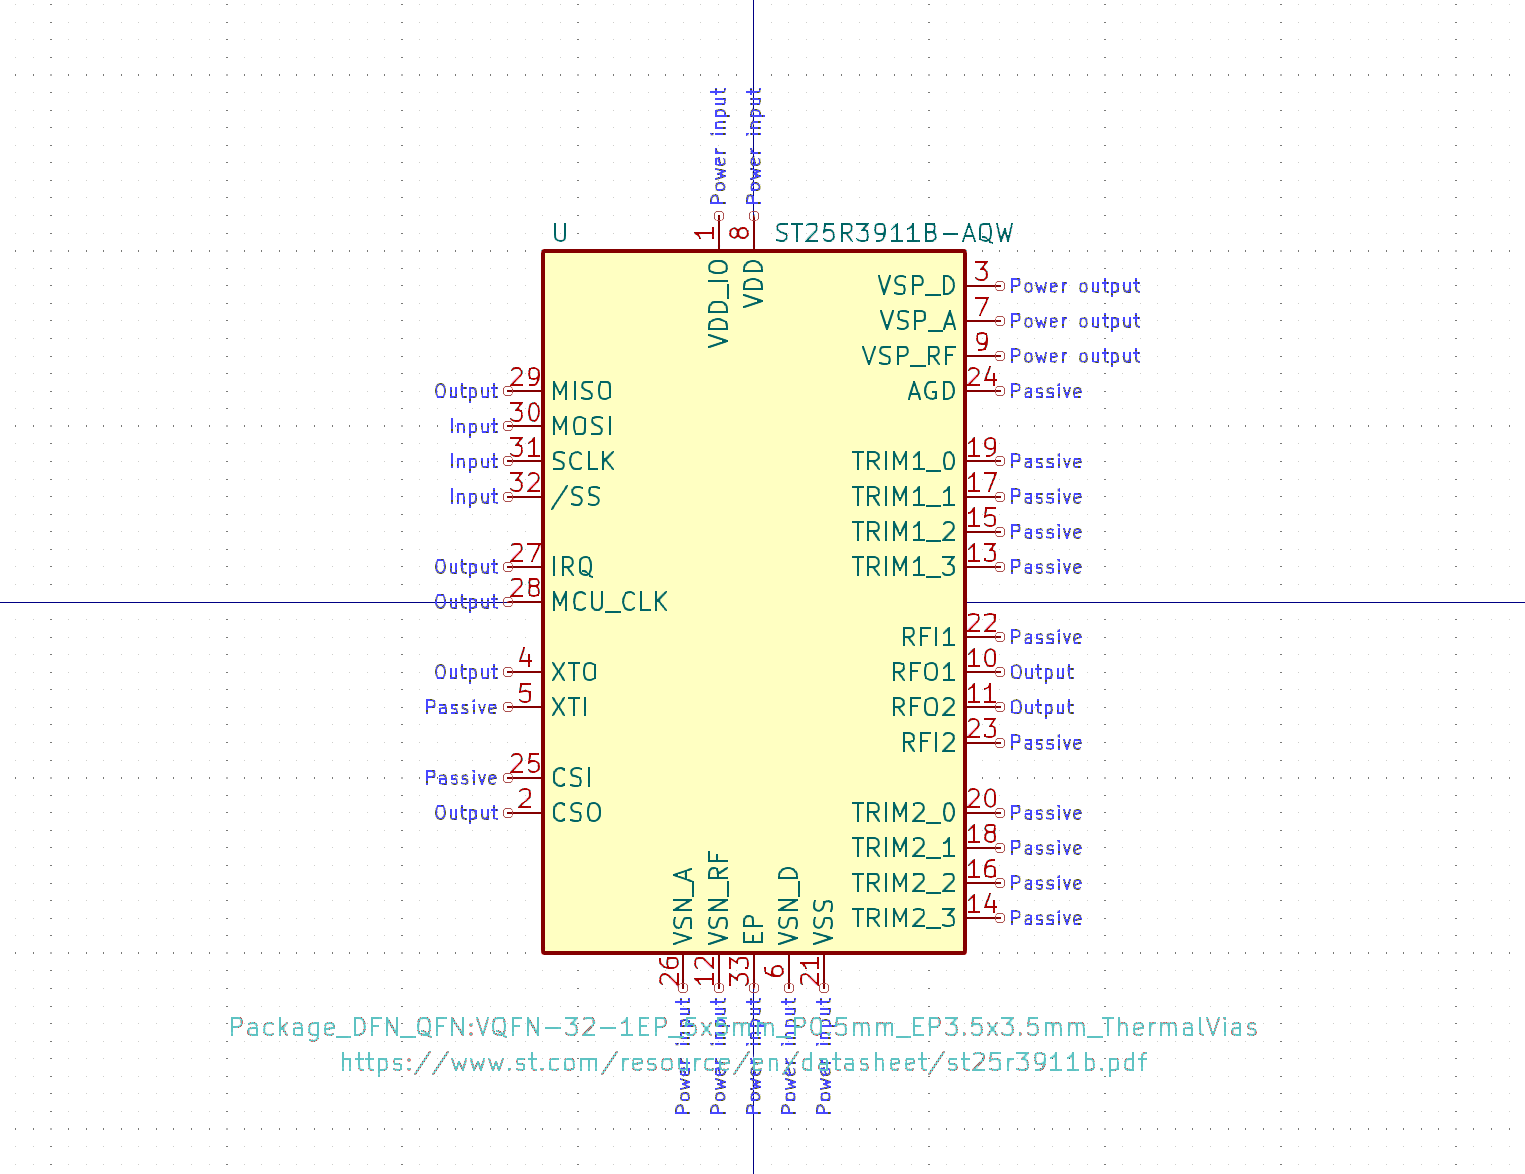 Power input
Power input
1
8
U
ST25R3911B-AQW
VDD_IO
VDD
VSP_D 3 Power output
VSP_A 7 Power output
VSP_RF 9 Power output
AGD 24 Passive
Output 29 MISO
Input 30 MOSI
Input 31 SCLK
Input 32 /SS
TRIM1_0 19 Passive
TRIM1_1 17 Passive
TRIM1_2 15 Passive
TRIM1_3 13 Passive
Output 27 IRQ
Output 28 MCU_CLK
RFI1 22 Passive
RFO1 10 Output
RFO2 11 Output
RFI2 23 Passive
Output 4 XTO
Passive 5 XTI
Passive 25 CSI
Output 2 CSO
TRIM2_0 20 Passive
TRIM2_1 18 Passive
TRIM2_2 16 Passive
TRIM2_3 14 Passive
VSN_A
VSN_RF
EP
VSN_D
VSS
26
12
33
6
21
Power input
Power input
Power input
Power input
Power input
Package_DFN_QFN:VQFN-32-1EP_5x5mm_P0.5mm_EP3.5x3.5mm_ThermalVias
https://www.st.com/resource/en/datasheet/st25r3911b.pdf